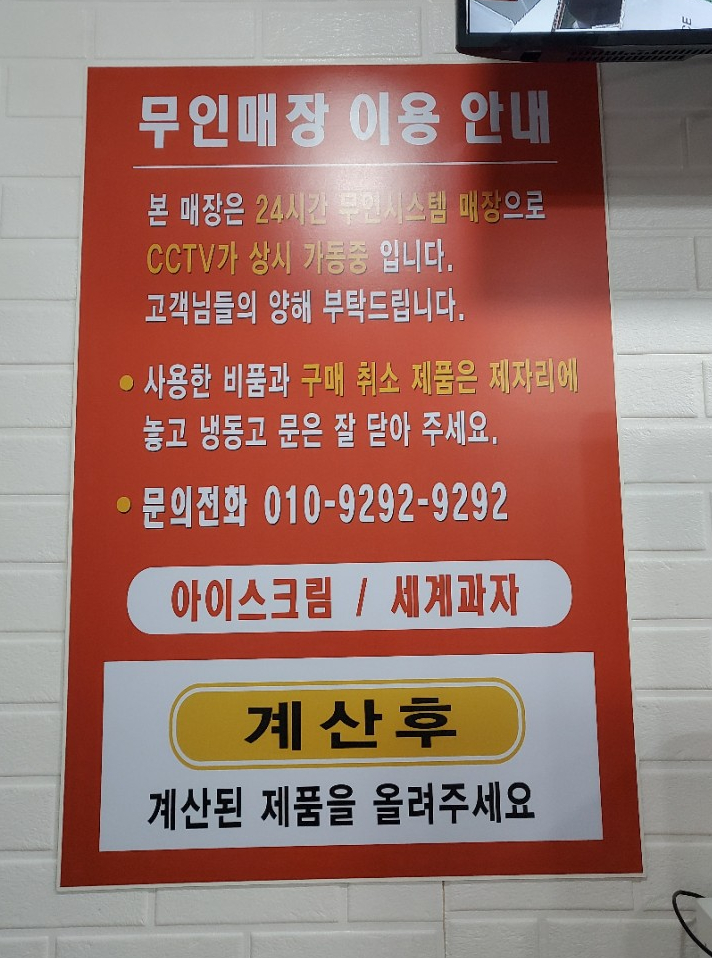 무인매장 이용 안내
본 매장은 24시간 무인시스템 매장으로
CCTV가 상시 가동중 입니다.
고객님들의 양해 부탁드립니다.
• 사용한 비품과 구매 취소 제품은 제자리에
놓고 냉동고 문은 잘 닫아 주세요.
• 문의전화 010-9292-9292
아이스크림 / 세계과자
계산후
계산된 제품을 올려주세요